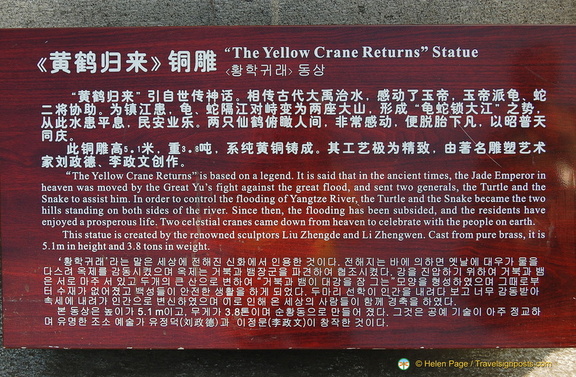 《黄鹤归来》铜雕 “The Yellow Crane Returns” Statue
<황학귀래> 동상
“黄鹤归来”引自世传神话。相传古代大禹治水，感动了玉帝，玉帝派龟、蛇
二将协助。为镇江患，龟、蛇隔江对峙变为两座大山，形成“龟蛇锁大江”之势，
从此水患平息，民安业乐。两只仙鹤俯瞰人间，非常感动，便脱胎下凡，以昭普天
同庆。
此铜雕高5.1米，重3.8吨，系纯黄铜铸成。其工艺极为精致，由著名雕塑艺术
家刘政德、李政文创作。
“The Yellow Crane Returns” is based on a legend. It is said that in the ancient times, the Jade Emperor in
heaven was moved by the Great Yu’s fight against the great flood, and sent two generals, the Turtle and the
Snake to assist him. In order to control the flooding of Yangtze River, the Turtle and the Snake became the two
hills standing on both sides of the river. Since then, the flooding has been subsided, and the residents have
enjoyed a prosperous life. Two celestial cranes came down from heaven to celebrate with the people on earth.
This statue is created by the renowned sculptors Liu Zhengde and Li Zhengwen. Cast from pure brass, it is
5.1m in height and 3.8 tons in weight.
‘황학귀래’라는 말은 세상에 전해진 신화에서 인용한 것이다. 전해지는 바에 의하면 옛날에 대우가 물을
다스려 옥제를 감동시켰으며 옥제는 거북과 뱀장군을 파견하여 협조시켰다. 강을 진압하기 위하여 거북과 뱀
은 서로 마주 서 있고 두개의 큰 산으로 변하여 “거북과 뱀이 대강을 잠그는”모양을 형성하였으며 그때로부
터 수재가 없어졌고 백성들이 안전한 생활을 하게 되었다. 두마리 선학이 인간을 내려다 보고 너무 감동받아
속세에 내려가 인간으로 변신하였으며 이로 인해 온 세상의 사람들이 함께 경축을 하였다.
본 동상은 높이가 5.1m이고, 무게가 3.8톤이며 순황동으로 만들어 졌다. 그것은 공예 기술이 아주 정교하
며 유명한 조소 예술가 유정덕(刘政德)과 이정문(李政文)이 창작한 것이다.
© Helen Page / Travelsignposts.com